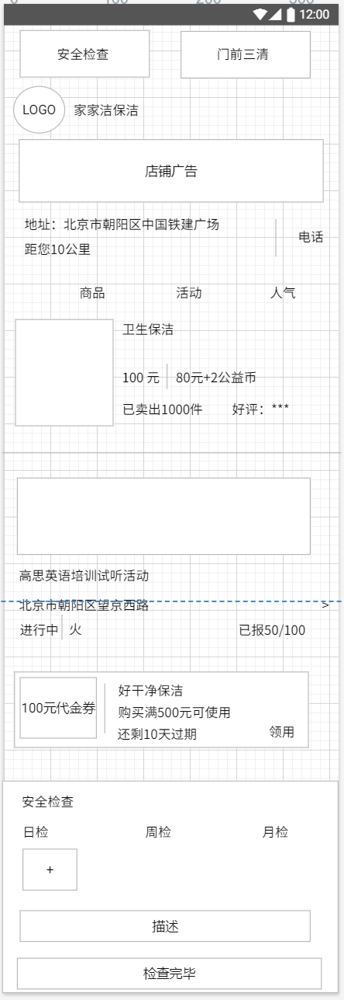 12:00
安全检查 门前三清
LOGO 家家洁保洁
店铺广告
地址：北京市朝阳区中国铁建广场
距您10公里
电话
商品 活动 人气
卫生保洁
100 元 80元+2公益币
已卖出1000件 好评：***
高思英语培训试听活动
北京市朝阳区望京西路 >
进行中 火 已报50/100
100元代金券
好干净保洁
购买满500元可使用
还剩10天过期 领用
安全检查
日检 周检 月检
+
描述
检查完毕